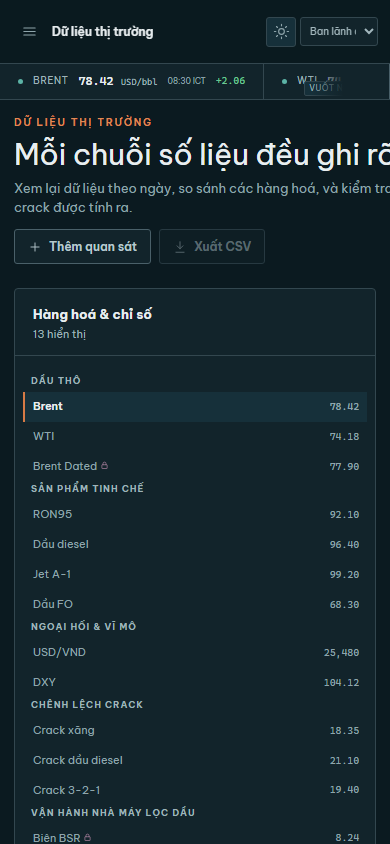 Dữ liệu thị trường
Ban lãnh
BRENT 78.42 USD/bbl 08:30 ICT +2.06
WTI
VUỐT
DỮ LIỆU THỊ TRƯỜNG
Mỗi chuỗi số liệu đều ghi rõ
Xem lại dữ liệu theo ngày, so sánh các hàng hoá, và kiểm
crack được tính ra.
Thêm quan sát
Xuất CSV
Hàng hoá & chỉ số
13 hiển thị
DẦU THÔ
Brent 78.42
WTI 74.18
Brent Dated 77.90
SẢN PHẨM TINH CHẾ
RON95 92.10
Dầu diesel 96.40
Jet A-1 99.20
Dầu FO 68.30
NGOẠI HỐI & VĨ MÔ
USD/VND 25,480
DXY 104.12
CHÊNH LỆCH CRACK
Crack xăng 18.35
Crack dầu diesel 21.10
Crack 3-2-1 19.40
VẬN HÀNH NHÀ MÁY LỌC DẦU
Biên BSR 8.24